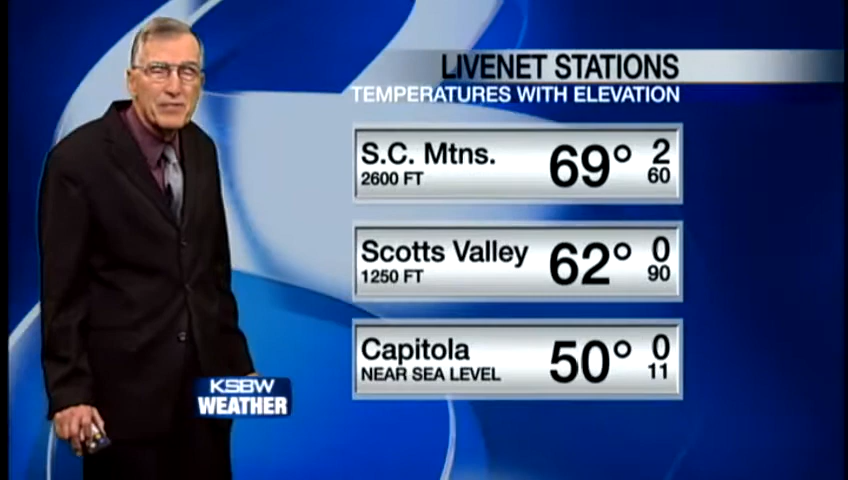 LIVENET STATIONS
TEMPERATURES WITH ELEVATION
S.C. Mtns. 69° 2
2600 FT 60
Scotts Valley 62° 0
1250 FT 90
Capitola 50° 0
NEAR SEA LEVEL 11
KSBW
WEATHER